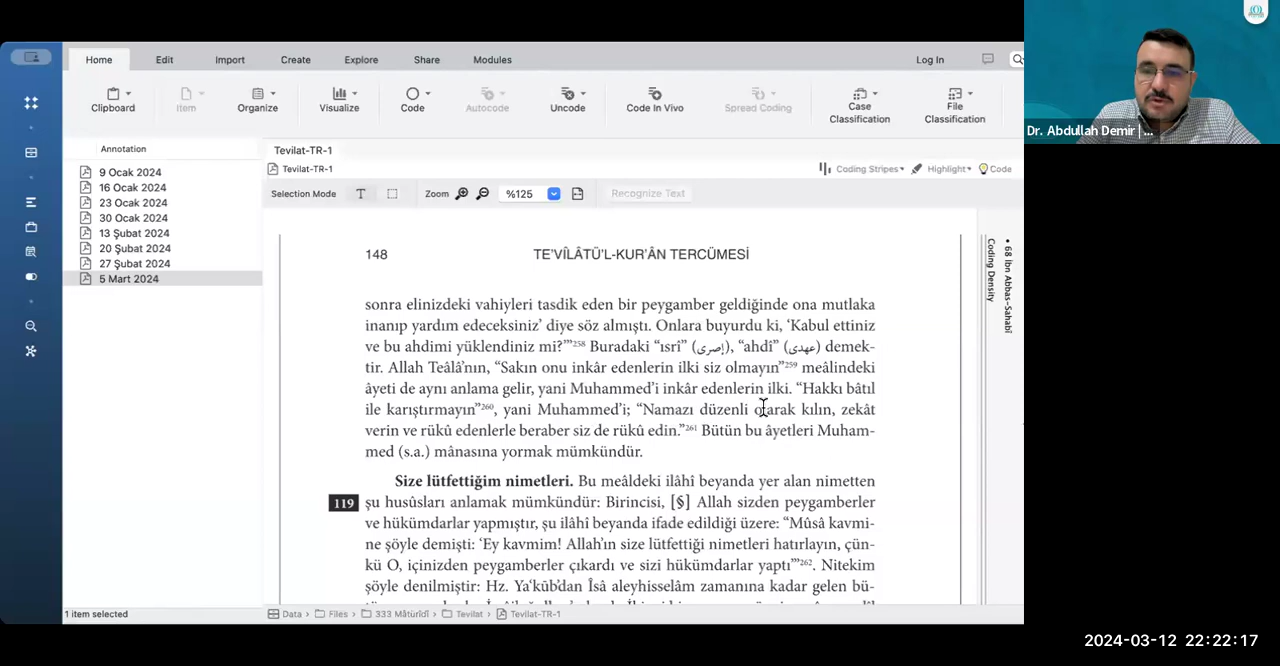 Home Edit Import Create Explore Share Modules Log In
Clipboard Item Organize Visualize Code Autocode Uncode Code In Vivo Spread Coding Case Classification File Classification
Annotation
9 Ocak 2024
16 Ocak 2024
23 Ocak 2024
30 Ocak 2024
13 Şubat 2024
20 Şubat 2024
27 Şubat 2024
5 Mart 2024
1 item selected
Tevilat-TR-1
Tevilat-TR-1 Coding Stripes Highlight Code
Selection Mode T Zoom %125 Recognize Text
148 TE'VÎLÂTÜ'L-KUR'ÂN TERCÜMESİ
sonra elinizdeki vahiyleri tasdik eden bir peygamber geldiğinde ona mutlaka
inanıp yardım edeceksiniz' diye söz almıştı. Onlara buyurdu ki, 'Kabul ettiniz
ve bu ahdimi yüklendiniz mi?'"258 Buradaki "ısrî" (إصرى), "ahdî" (عهدى) demek-
tir. Allah Teâlâ'nın, "Sakın onu inkâr edenlerin ilki siz olmayın"259 meâlindeki
âyeti de aynı anlama gelir, yani Muhammed'i inkâr edenlerin ilki. "Hakkı bâtıl
ile karıştırmayın"260, yani Muhammed'i; "Namazı düzenli olarak kılın, zekât
verin ve rükû edenlerle beraber siz de rükû edin."261 Bütün bu âyetleri Muham-
med (s.a.) mânasına yormak mümkündür.
Size lütfettiğim nimetleri. Bu meâldeki ilâhî beyanda yer alan nimetten
119 şu husûsları anlamak mümkündür: Birincisi, [§] Allah sizden peygamberler
ve hükümdarlar yapmıştır, şu ilâhî beyanda ifade edildiği üzere: "Mûsâ kavmi-
ne şöyle demişti: 'Ey kavmim! Allah'ın size lütfettiği nimetleri hatırlayın, çün-
kü O, içinizden peygamberler çıkardı ve sizi hükümdarlar yaptı'"262. Nitekim
şöyle denilmiştir: Hz. Ya'kûb'dan Îsâ aleyhisselâm zamanına kadar gelen bü-
Data Files 333 Mâtürîdî Tevilat Tevilat-TR-1
Coding Density
68 İbn Abbas-Sahabî
Dr. Abdullah Demir | ...
2024-03-12 22:22:17